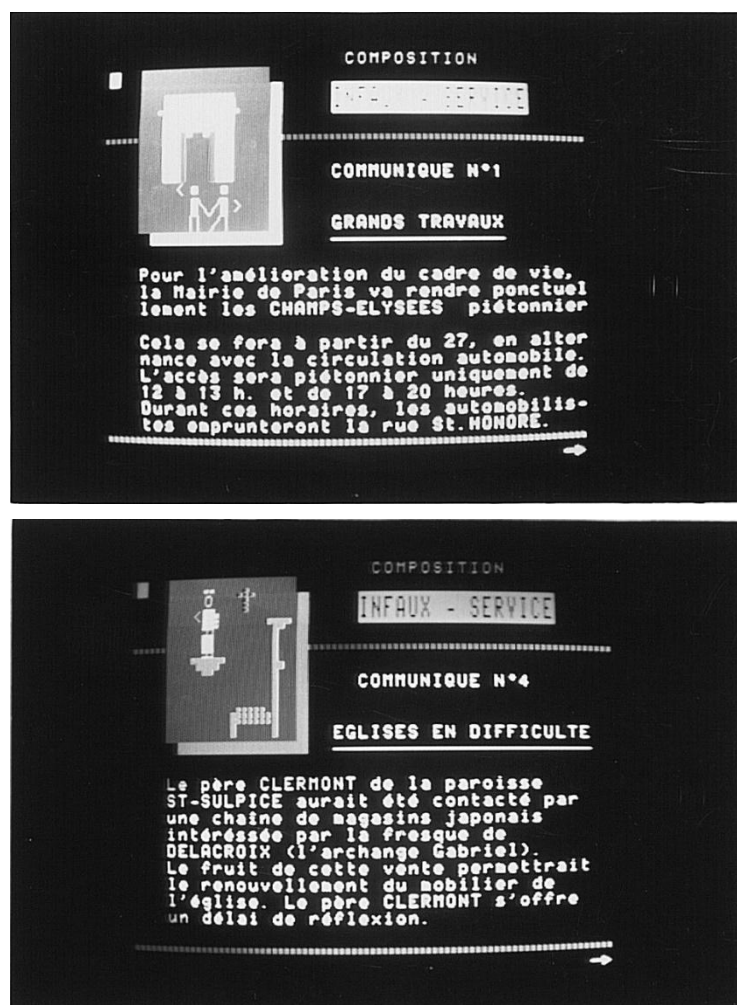 COMPOSITION
INFAUX - SERVICE
COMMUNIQUE N°1
GRANDS TRAVAUX
Pour l'amélioration du cadre de vie,
la Mairie de Paris va rendre ponctuel
lement les CHAMPS-ELYSEES piétonnier
Cela se fera à partir du 27, en alter
nance avec la circulation automobile.
L'accès sera piétonnier uniquement de
12 à 13 h. et de 17 à 20 heures.
Durant ces horaires, les automobilis-
tes emprunteront la rue St.HONORE.
COMPOSITION
INFAUX - SERVICE
COMMUNIQUE N°4
EGLISES EN DIFFICULTE
Le père CLERMONT de la paroisse
ST-SULPICE aurait été contacté par
une chaîne de magasins japonais
intéréssée par la fresque de
DELACROIX (l'archange Gabriel).
Le fruit de cette vente permettrait
le renouvellement du mobilier de
l'église. Le père CLERMONT s'offre
un délai de réflexion.